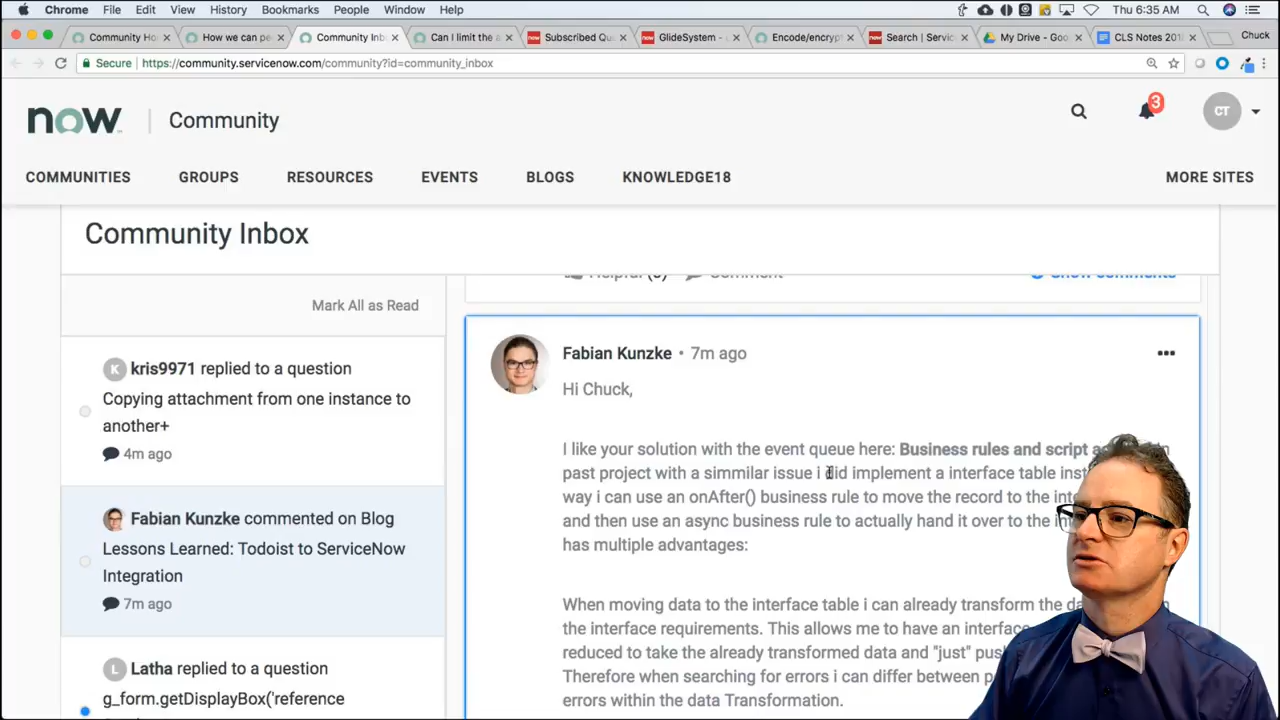 Chrome File Edit View History Bookmarks People Window Help Thu 6:35 AM
Community Ho Community Inb Can I limit the a Subscribed Qu GlideSystem - Encode/encryp Search | Servic My Drive - Goo CLS Notes 201 Chuck
How we can pe
Secure https://community.servicenow.com/community?id=community_inbox
now Community 3 CT
COMMUNITIES GROUPS RESOURCES EVENTS BLOGS KNOWLEDGE18 MORE SITES
Community Inbox
Helpful Comment Show comments
Mark All as Read
K kris9971 replied to a question
Copying attachment from one instance to
another+
4m ago
Fabian Kunzke commented on Blog
Lessons Learned: Todoist to ServiceNow
Integration
7m ago
L Latha replied to a question
g_form.getDisplayBox('reference
Fabian Kunzke • 7m ago
Hi Chuck,
I like your solution with the event queue here: Business rules and script
past project with a simmilar issue i did implement a interface table
way i can use an onAfter() business rule to move the record to the
and then use an async business rule to actually hand it over to the
has multiple advantages:
When moving data to the interface table i can already transform the
the interface requirements. This allows me to have an interface
reduced to take the already transformed data and "just"
Therefore when searching for errors i can differ between
errors within the data Transformation.